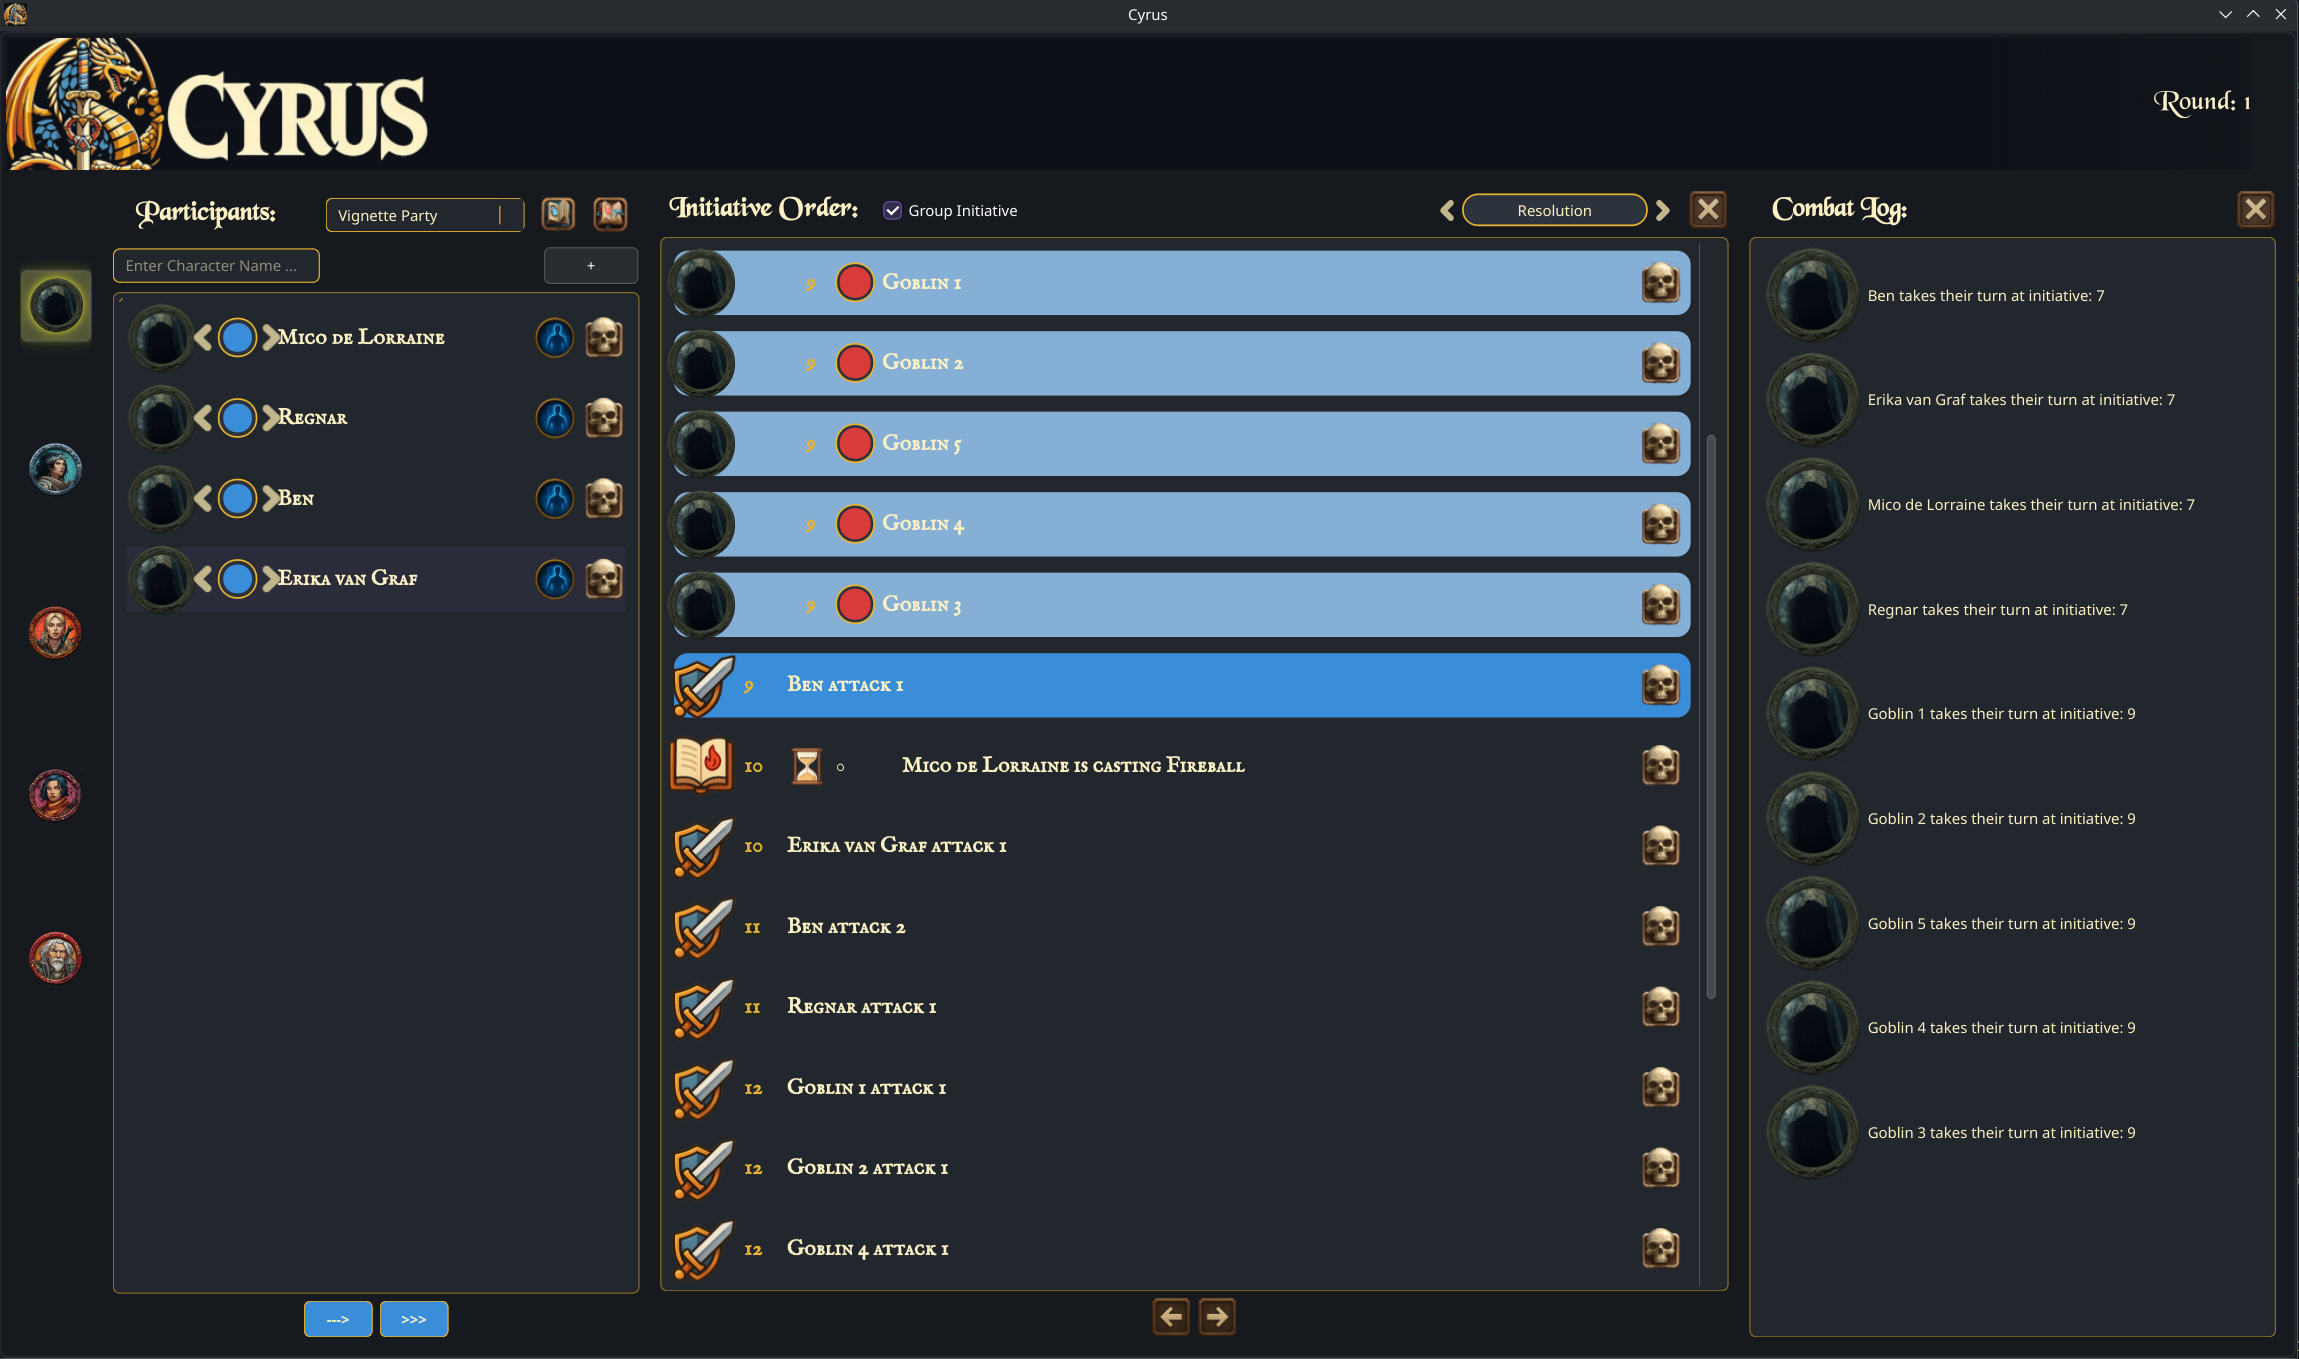 Cyrus
CYRUS
Round: 1
Participants:
Vignette Party
Enter Character Name ...
+
Mico de Lorraine
Regnar
Ben
Erika van Graf
--->
>>>
Initiative Order:
Group Initiative
Resolution
9 Goblin 1
9 Goblin 2
9 Goblin 5
9 Goblin 4
9 Goblin 3
9 Ben attack 1
10 0 Mico de Lorraine is casting Fireball
10 Erika van Graf attack 1
11 Ben attack 2
11 Regnar attack 1
12 Goblin 1 attack 1
12 Goblin 2 attack 1
12 Goblin 4 attack 1
Combat Log:
Ben takes their turn at initiative: 7
Erika van Graf takes their turn at initiative: 7
Mico de Lorraine takes their turn at initiative: 7
Regnar takes their turn at initiative: 7
Goblin 1 takes their turn at initiative: 9
Goblin 2 takes their turn at initiative: 9
Goblin 5 takes their turn at initiative: 9
Goblin 4 takes their turn at initiative: 9
Goblin 3 takes their turn at initiative: 9